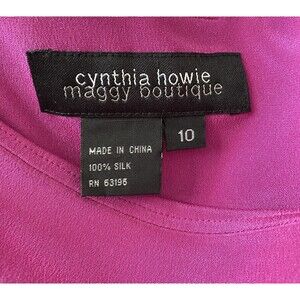 cynthia howie
maggy boutique
10
MADE IN CHINA
100% SILK
RN 63195